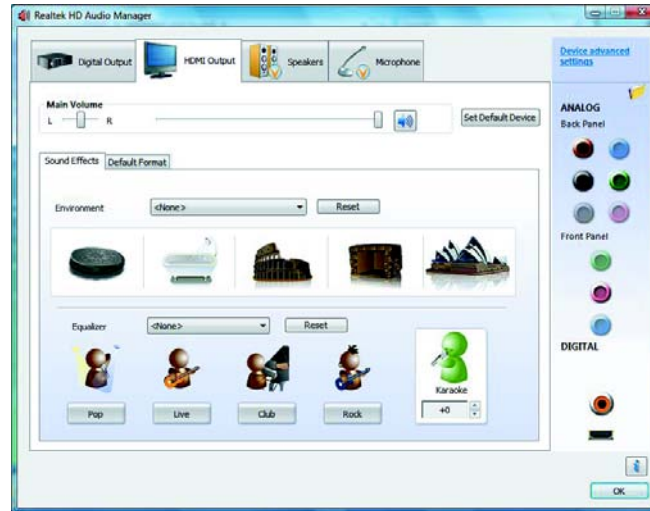 Realtek HD Audio Manager
Digital Output
HDMI Output
Speakers
Microphone
Device advanced
settings
Main Volume
L
R
Set Default Device
ANALOG
Back Panel
Sound Effects
Default Format
Environment
<None>
Reset
Front Panel
Equalizer
<None>
Reset
DIGITAL
Karaoke
Pop
Live
Club
Rock
+0
i
OK